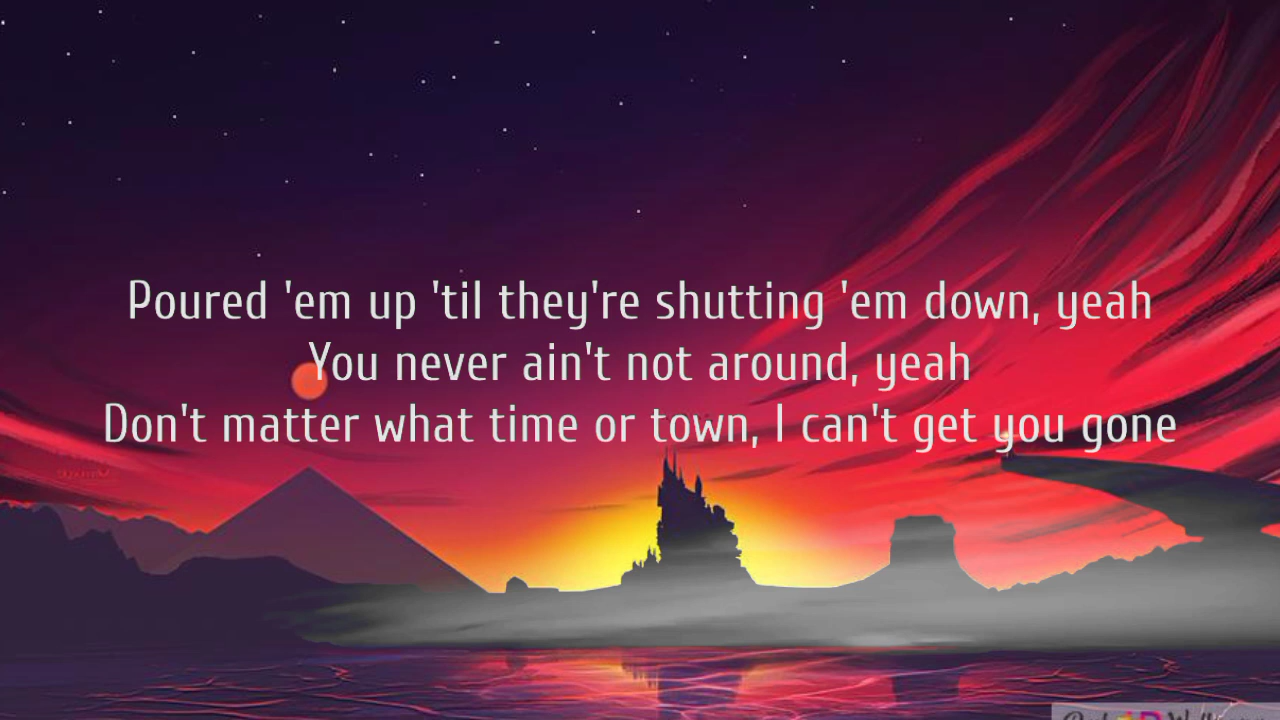 Poured 'em up 'til they're shutting 'em down, yeah
You never ain't not around, yeah
Don't matter what time or town, I can't get you gone